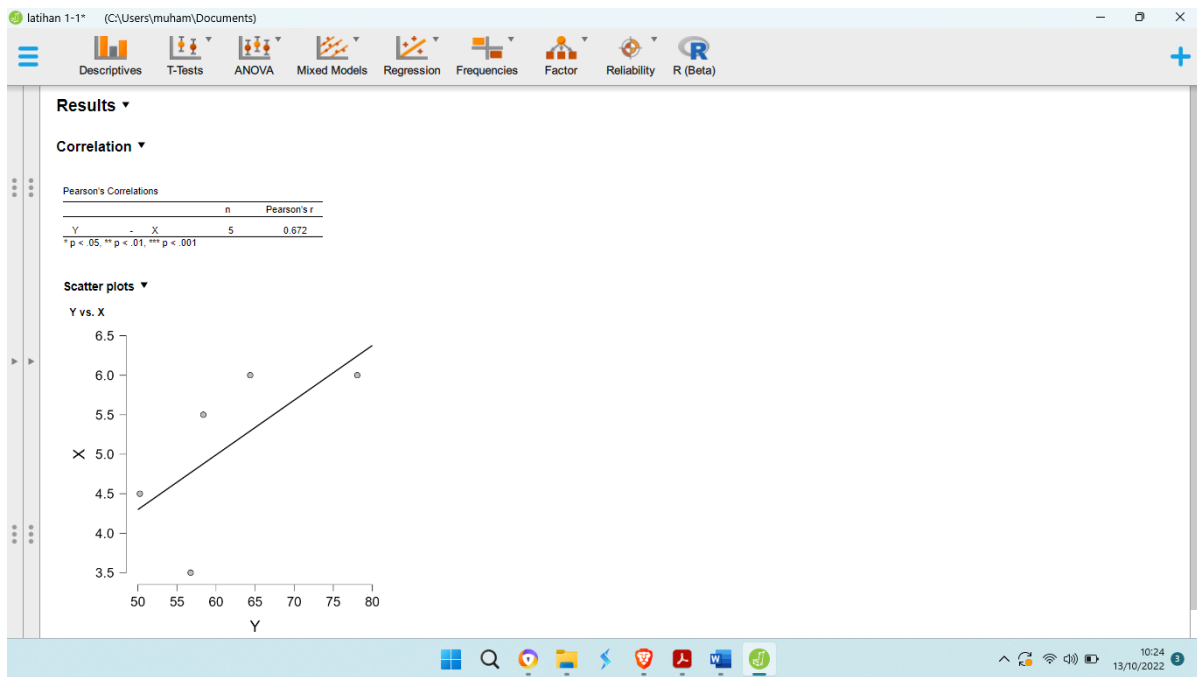 latihan 1-1* (C:\Users\muham\Documents)
Descriptives T-Tests ANOVA Mixed Models Regression Frequencies Factor Reliability R (Beta)
Results
Correlation
Pearson's Correlations
n Pearson's r
Y - X 5 0.672
* p < .05, ** p < .01, *** p < .001
Scatter plots
Y vs. X
6.5
6.0
5.5
X 5.0
4.5
4.0
3.5
50 55 60 65 70 75 80
Y
10:24
13/10/2022 3